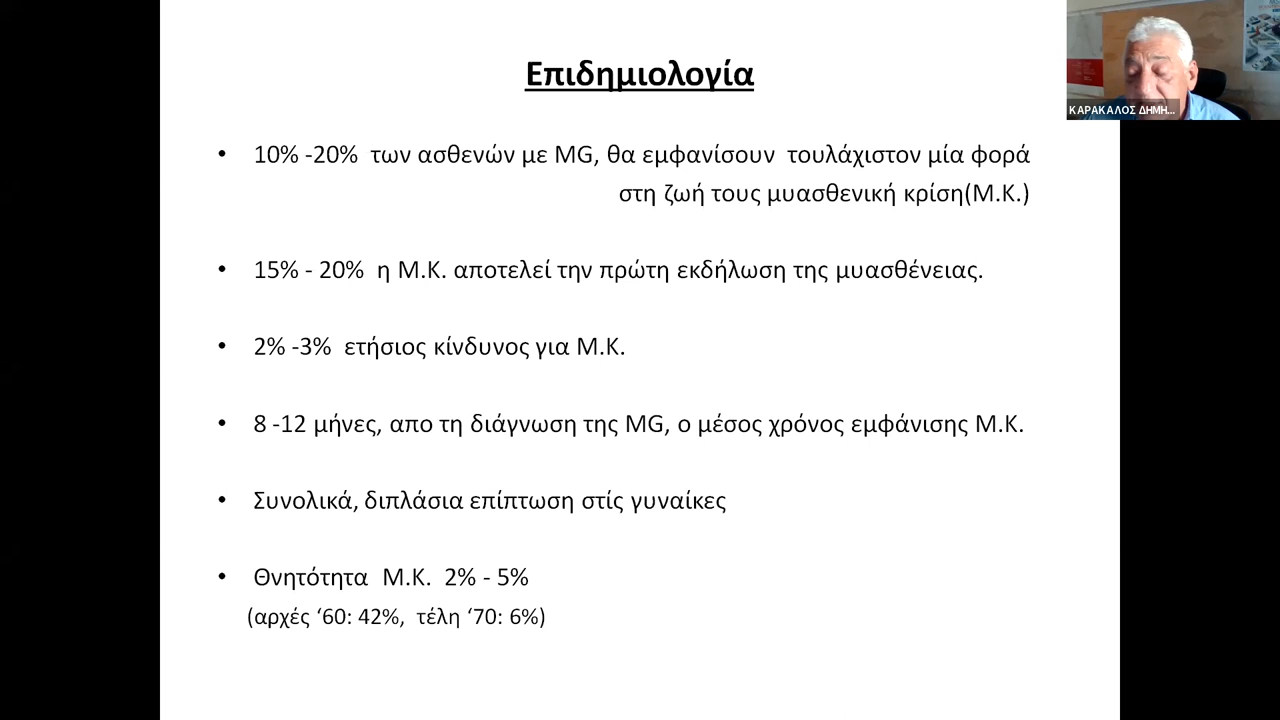 Επιδημιολογία
ΚΑΡΑΚΑΛΟΣ ΔΗΜΗ...
• 10% -20% των ασθενών με MG, θα εμφανίσουν τουλάχιστον μία φορά
στη ζωή τους μυασθενική κρίση(Μ.Κ.)
• 15% - 20% η Μ.Κ. αποτελεί την πρώτη εκδήλωση της μυασθένειας.
• 2% -3% ετήσιος κίνδυνος για Μ.Κ.
• 8 -12 μήνες, απο τη διάγνωση της MG, ο μέσος χρόνος εμφάνισης Μ.Κ.
• Συνολικά, διπλάσια επίπτωση στίς γυναίκες
• Θνητότητα Μ.Κ. 2% - 5%
(αρχές ‘60: 42%, τέλη ‘70: 6%)